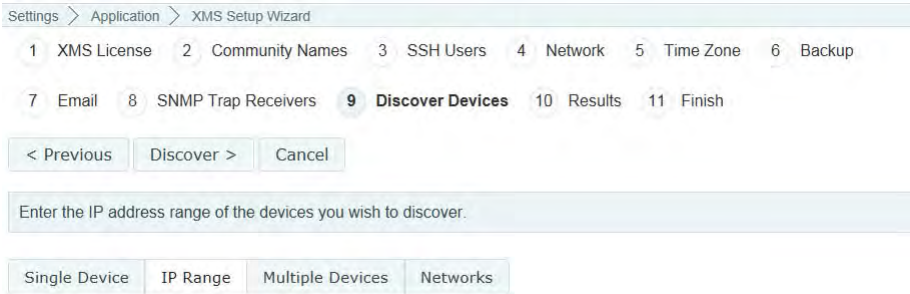 Settings > Application > XMS Setup Wizard
1 XMS License 2 Community Names 3 SSH Users 4 Network 5 Time Zone 6 Backup
7 Email 8 SNMP Trap Receivers 9 Discover Devices 10 Results 11 Finish
< Previous Discover > Cancel
Enter the IP address range of the devices you wish to discover.
Single Device IP Range Multiple Devices Networks